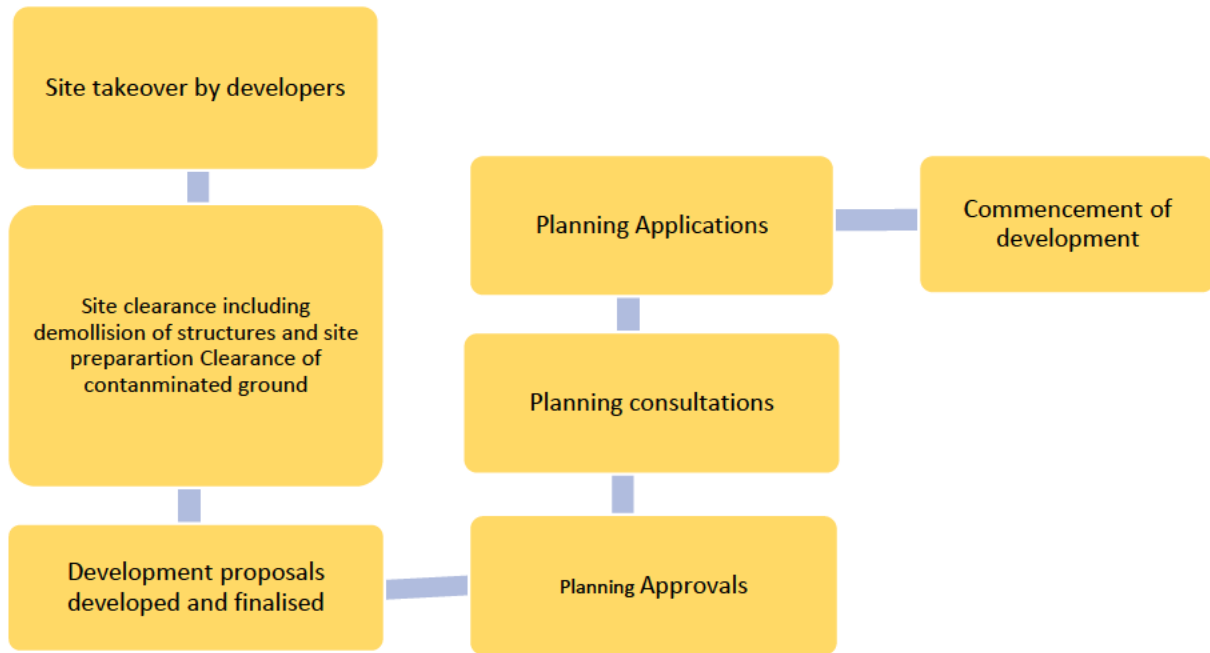 Site takeover by developers
Site clearance including
demollision of structures and site
preparartion Clearance of
contanminated ground
Development proposals
developed and finalised
Planning Approvals
Planning consultations
Planning Applications
Commencement of
development